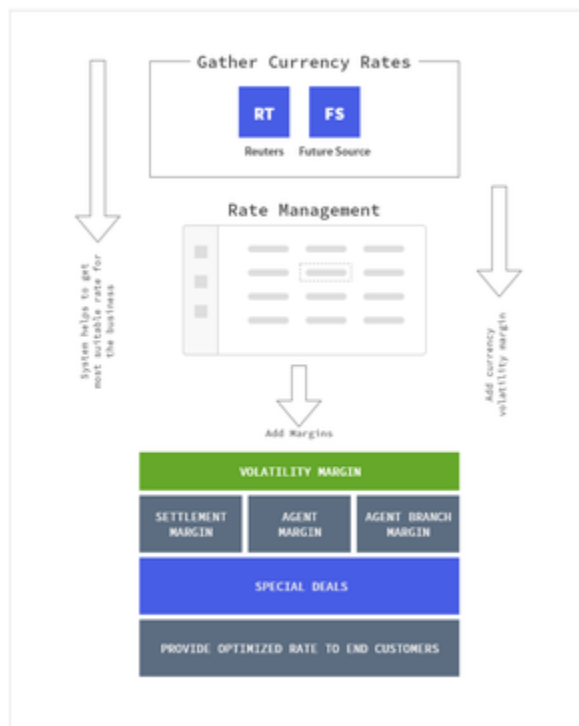 Gather Currency Rates
RT
FS
Reuters
Future Source
Rate Management
System helps to get
most suitable rate for
the business
Add currency
volatility margin
Add Margins
VOLATILITY MARGIN
SETTLEMENT
MARGIN
AGENT
MARGIN
AGENT BRANCH
MARGIN
SPECIAL DEALS
PROVIDE OPTIMIZED RATE TO END CUSTOMERS